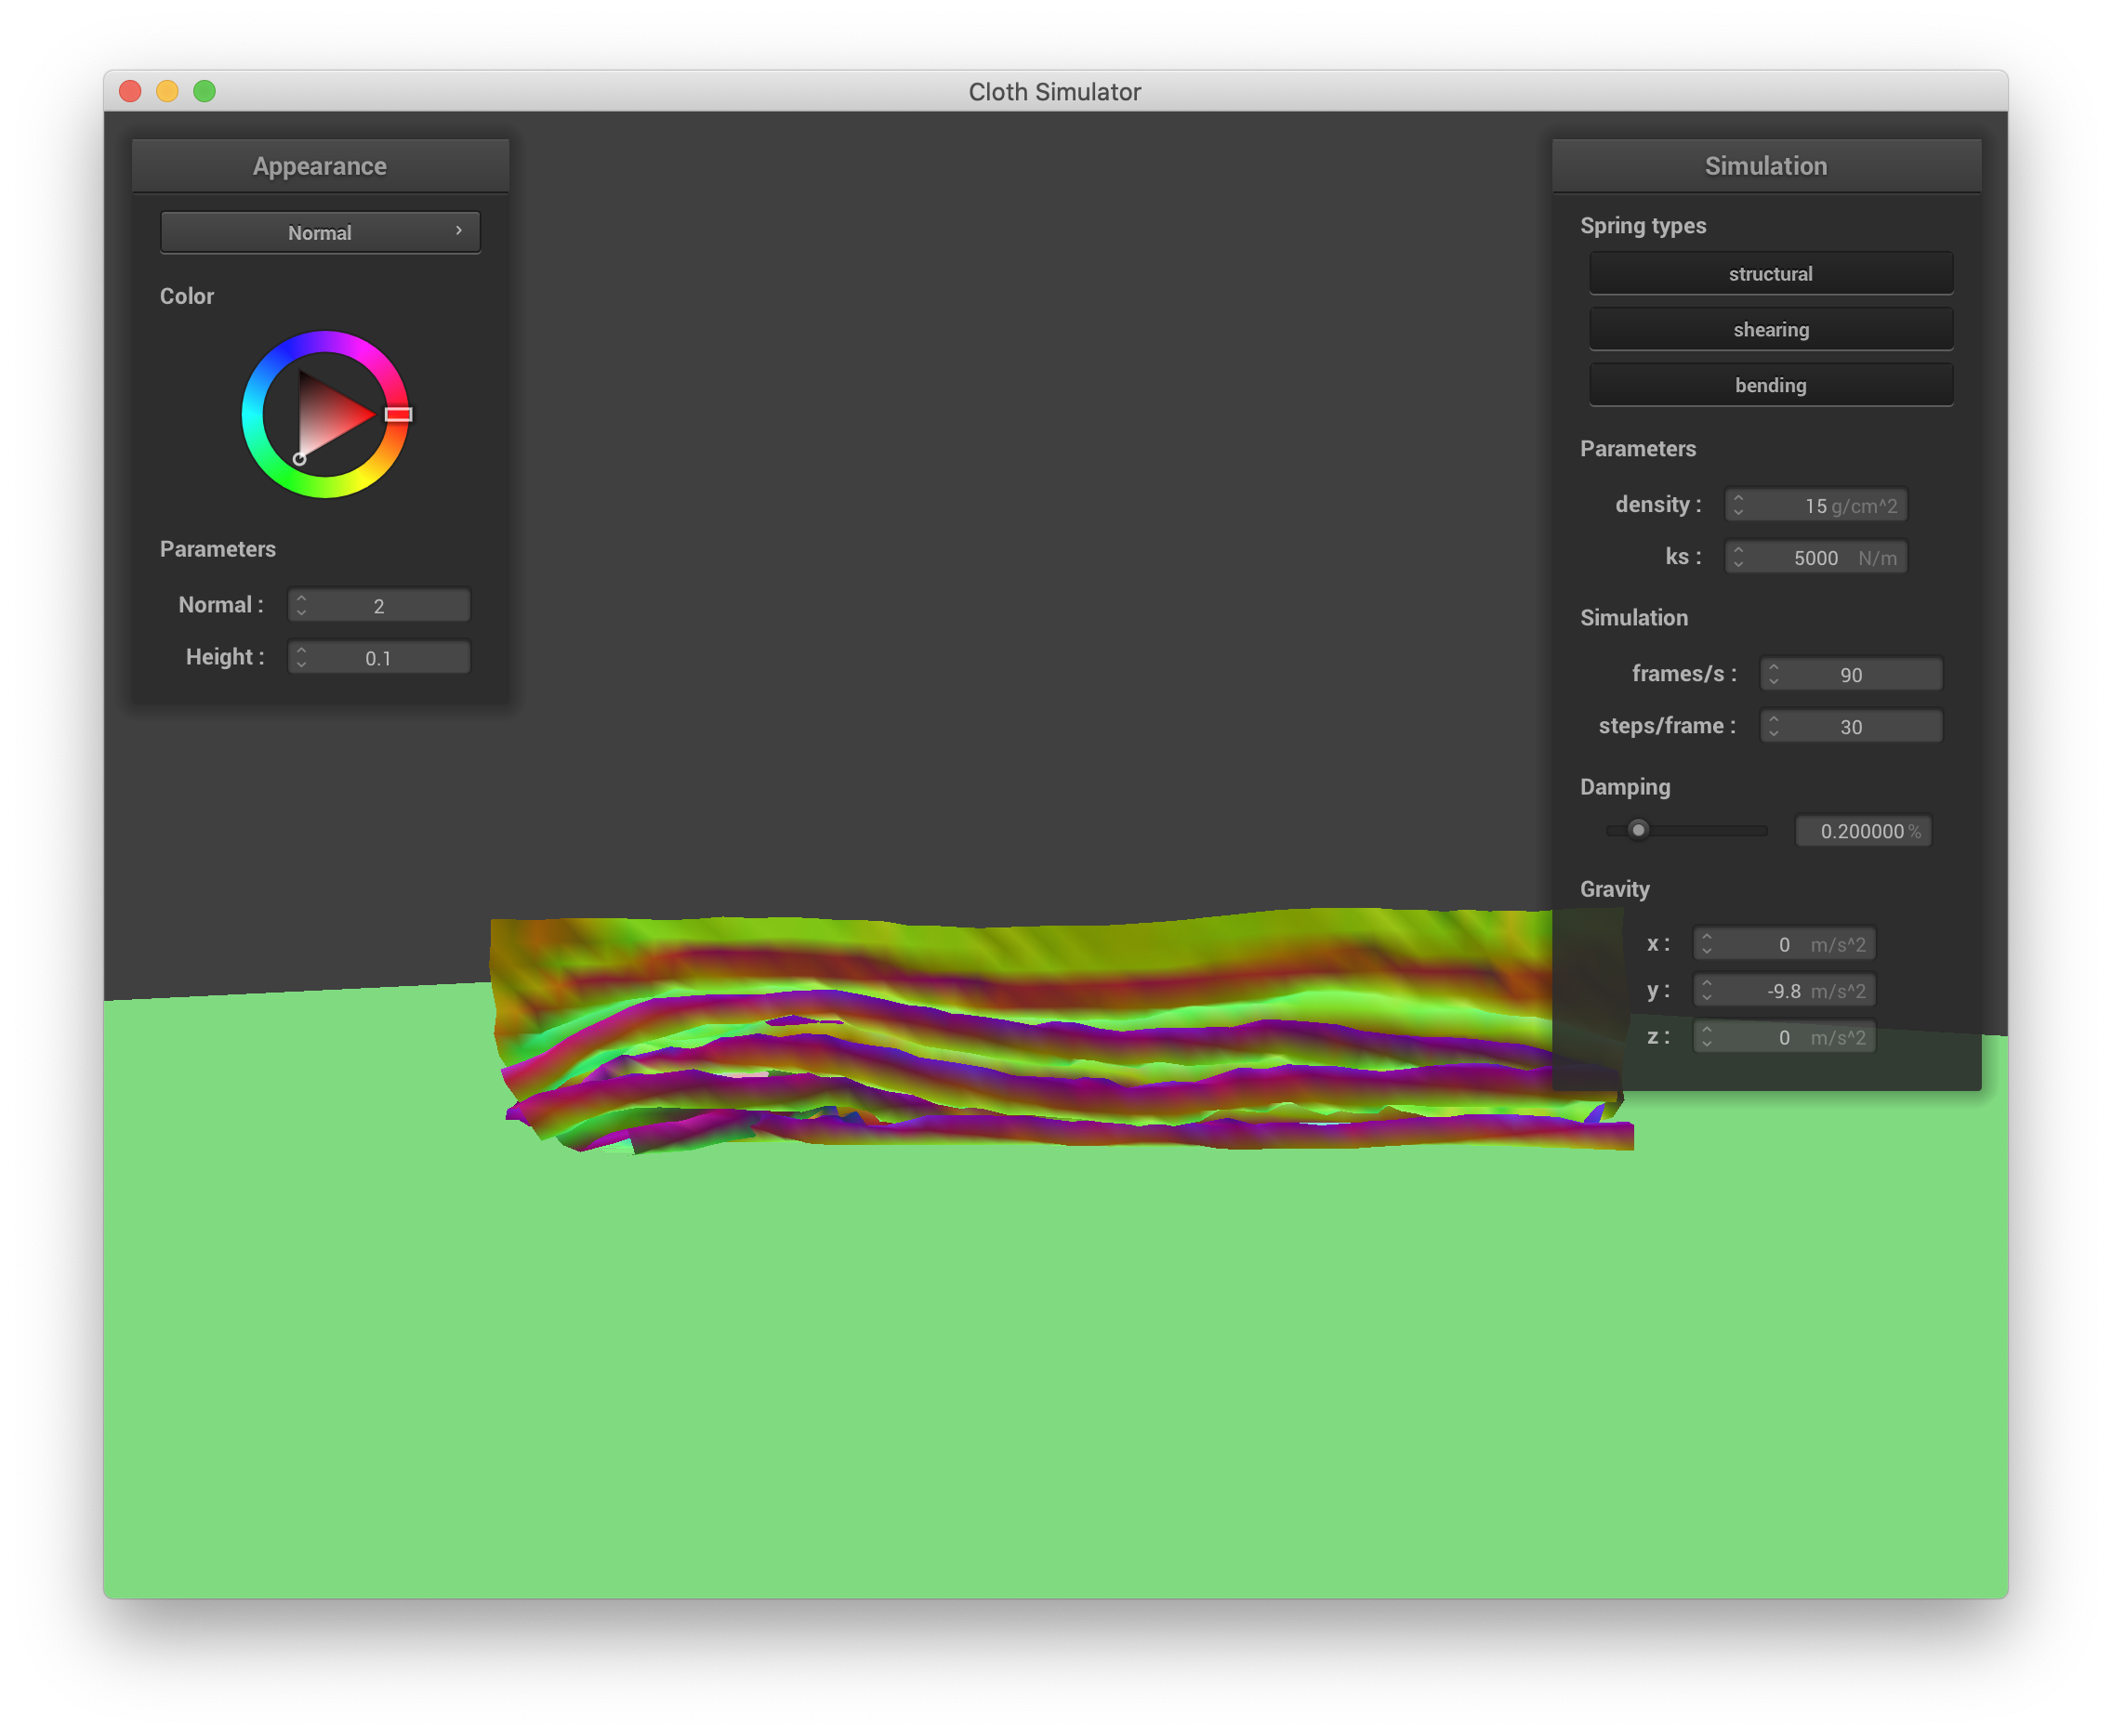 Cloth Simulator
Appearance
Normal
Color
Parameters
Normal : 2
Height : 0.1
Simulation
Spring types
structural
shearing
bending
Parameters
density : 15 g/cm^2
ks : 5000 N/m
Simulation
frames/s : 90
steps/frame : 30
Damping
0.200000 %
Gravity
x : 0 m/s^2
y : -9.8 m/s^2
z : 0 m/s^2